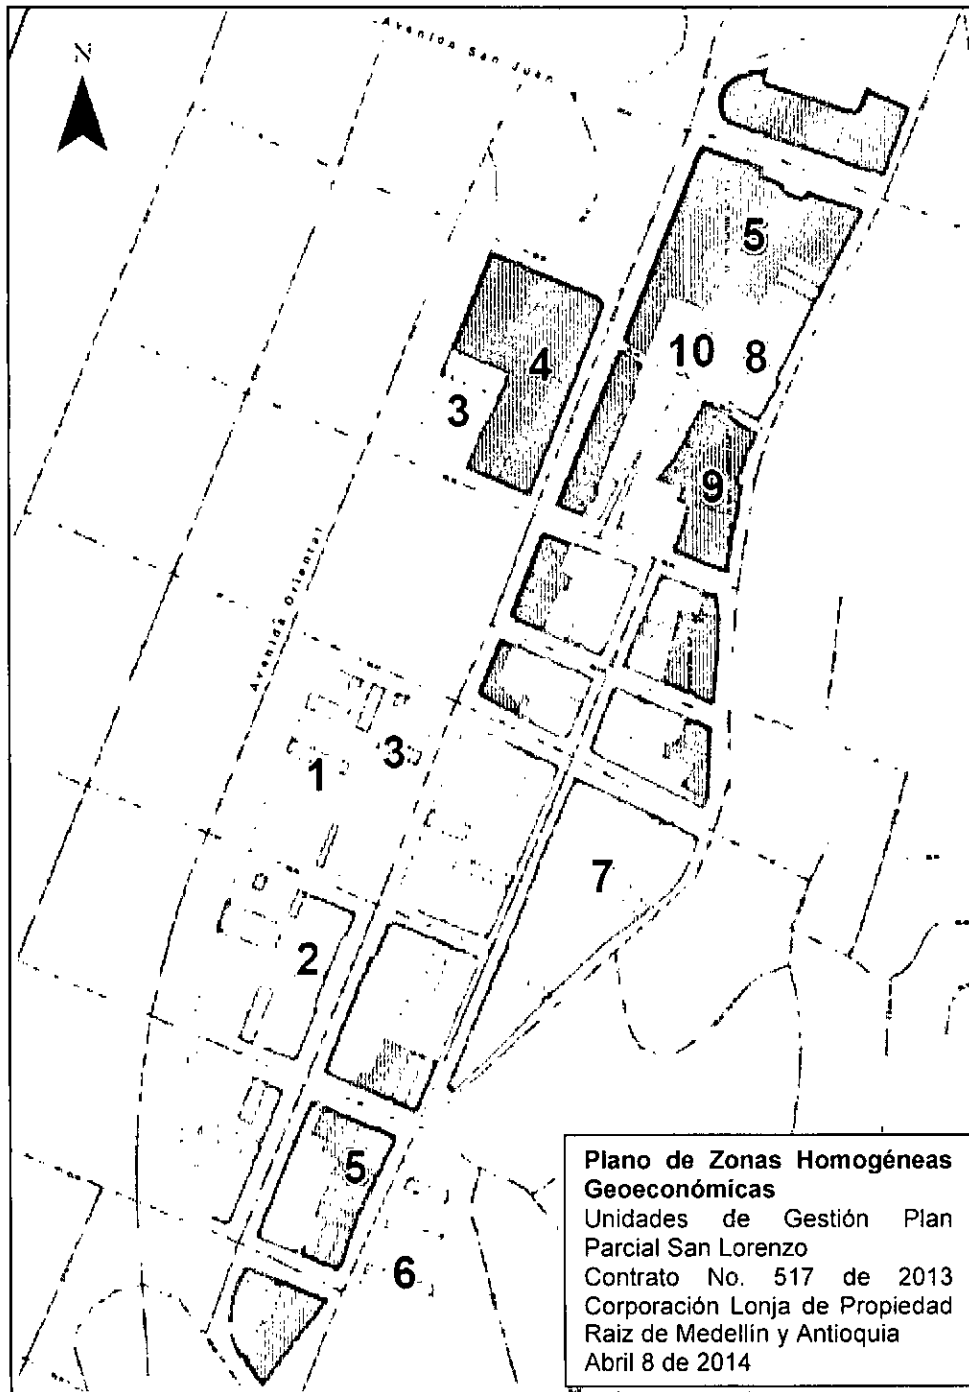 Avenida San Juan
N
5
10
8
4
3
9
Avenida Oriental
3
1
7
2
5
6
Plano de Zonas Homogéneas
Geoeconómicas
Unidades de Gestión Plan
Parcial San Lorenzo
Contrato No. 517 de 2013
Corporación Lonja de Propiedad
Raiz de Medellín y Antioquia
Abril 8 de 2014